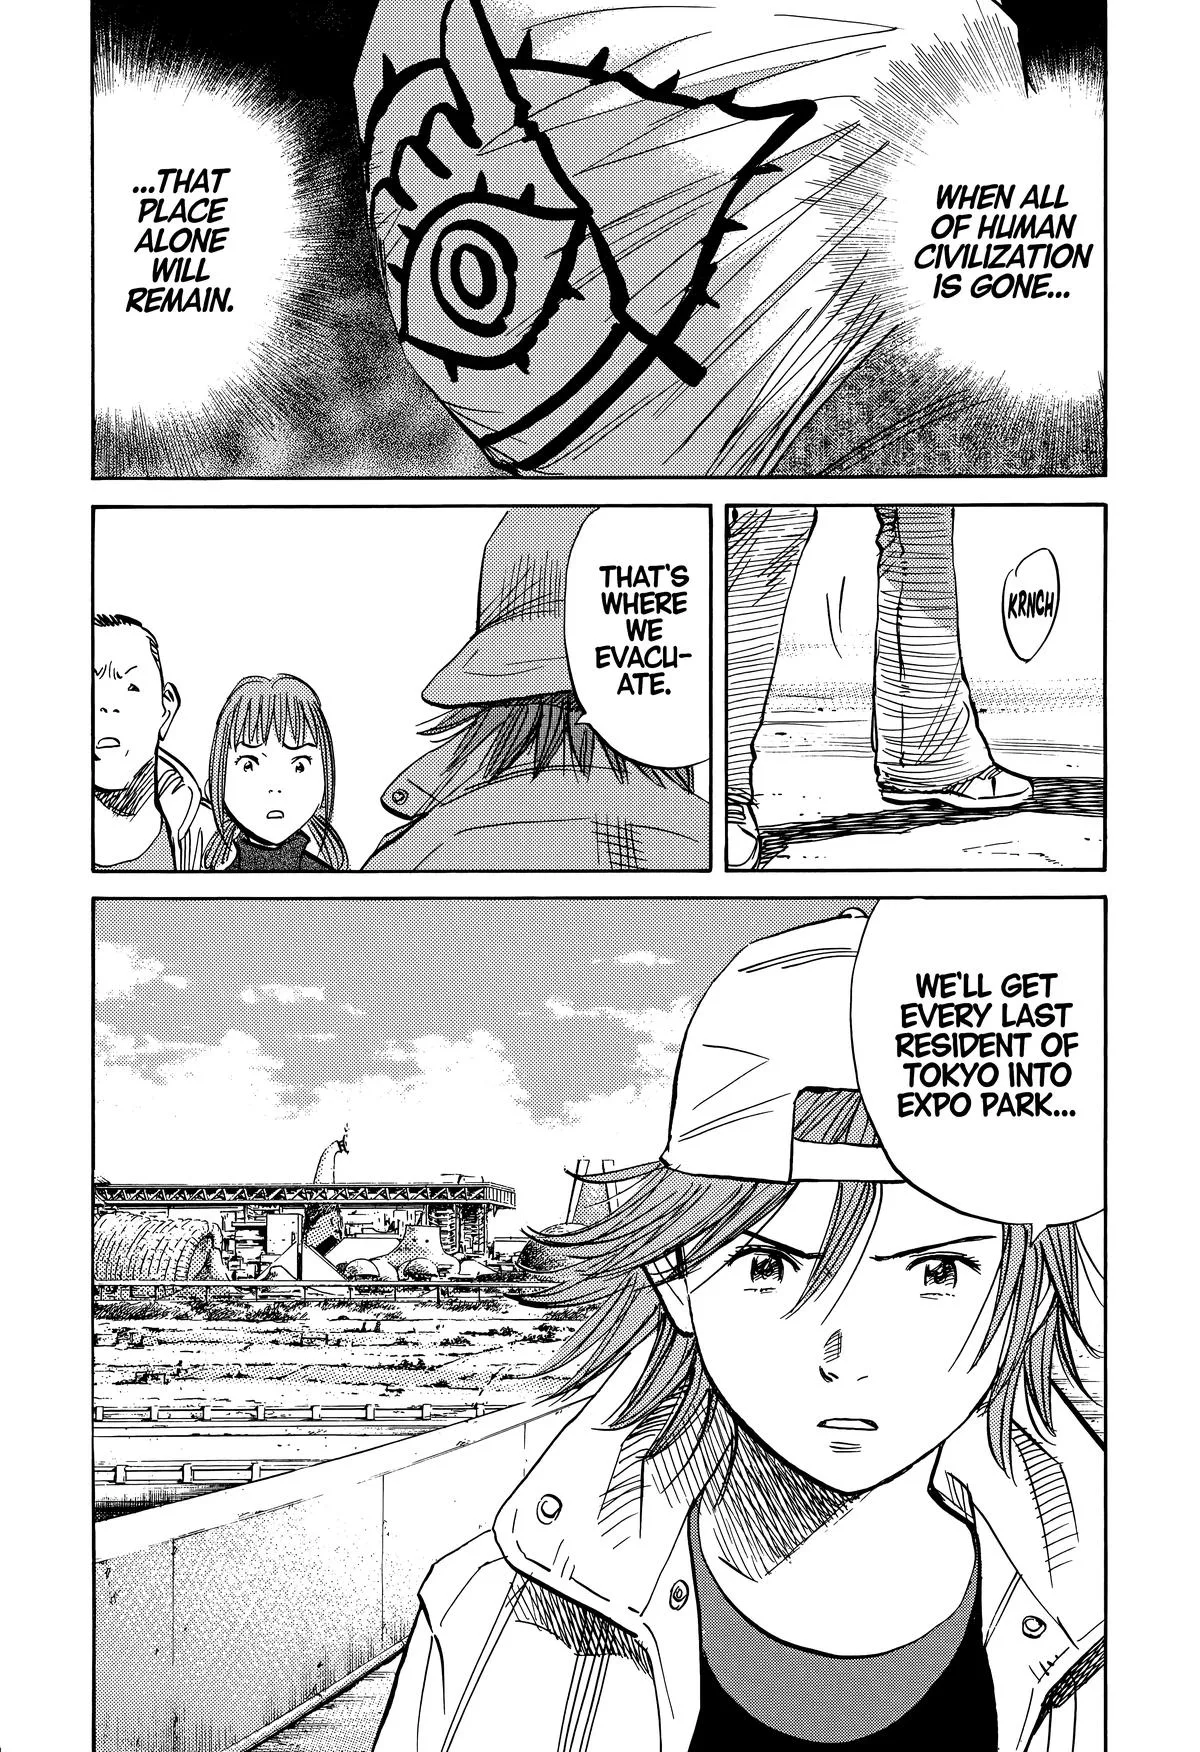 WHEN ALL
OF HUMAN
CIVILIZATION
IS GONE...
...THAT
PLACE
ALONE
WILL
REMAIN.
KRNCH
THAT'S
WHERE
WE
EVACU-
ATE.
WE'LL GET
EVERY LAST
RESIDENT OF
TOKYO INTO
EXPO PARK...